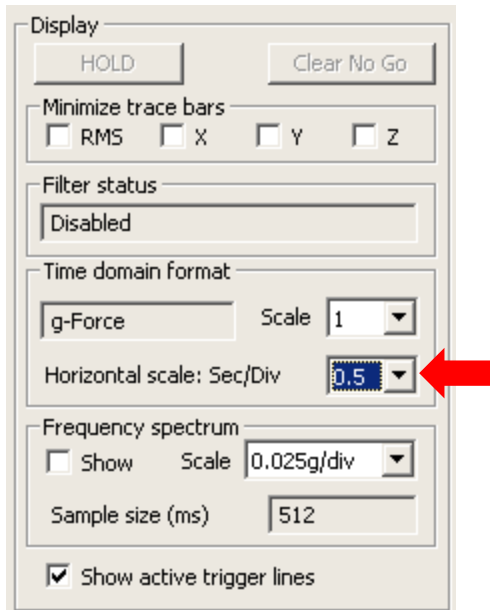 Display
HOLD Clear No Go
Minimize trace bars
RMS X Y Z
Filter status
Disabled
Time domain format
g-Force Scale 1
Horizontal scale: Sec/Div 0.5
Frequency spectrum
Show Scale 0.025g/div
Sample size (ms) 512
Show active trigger lines